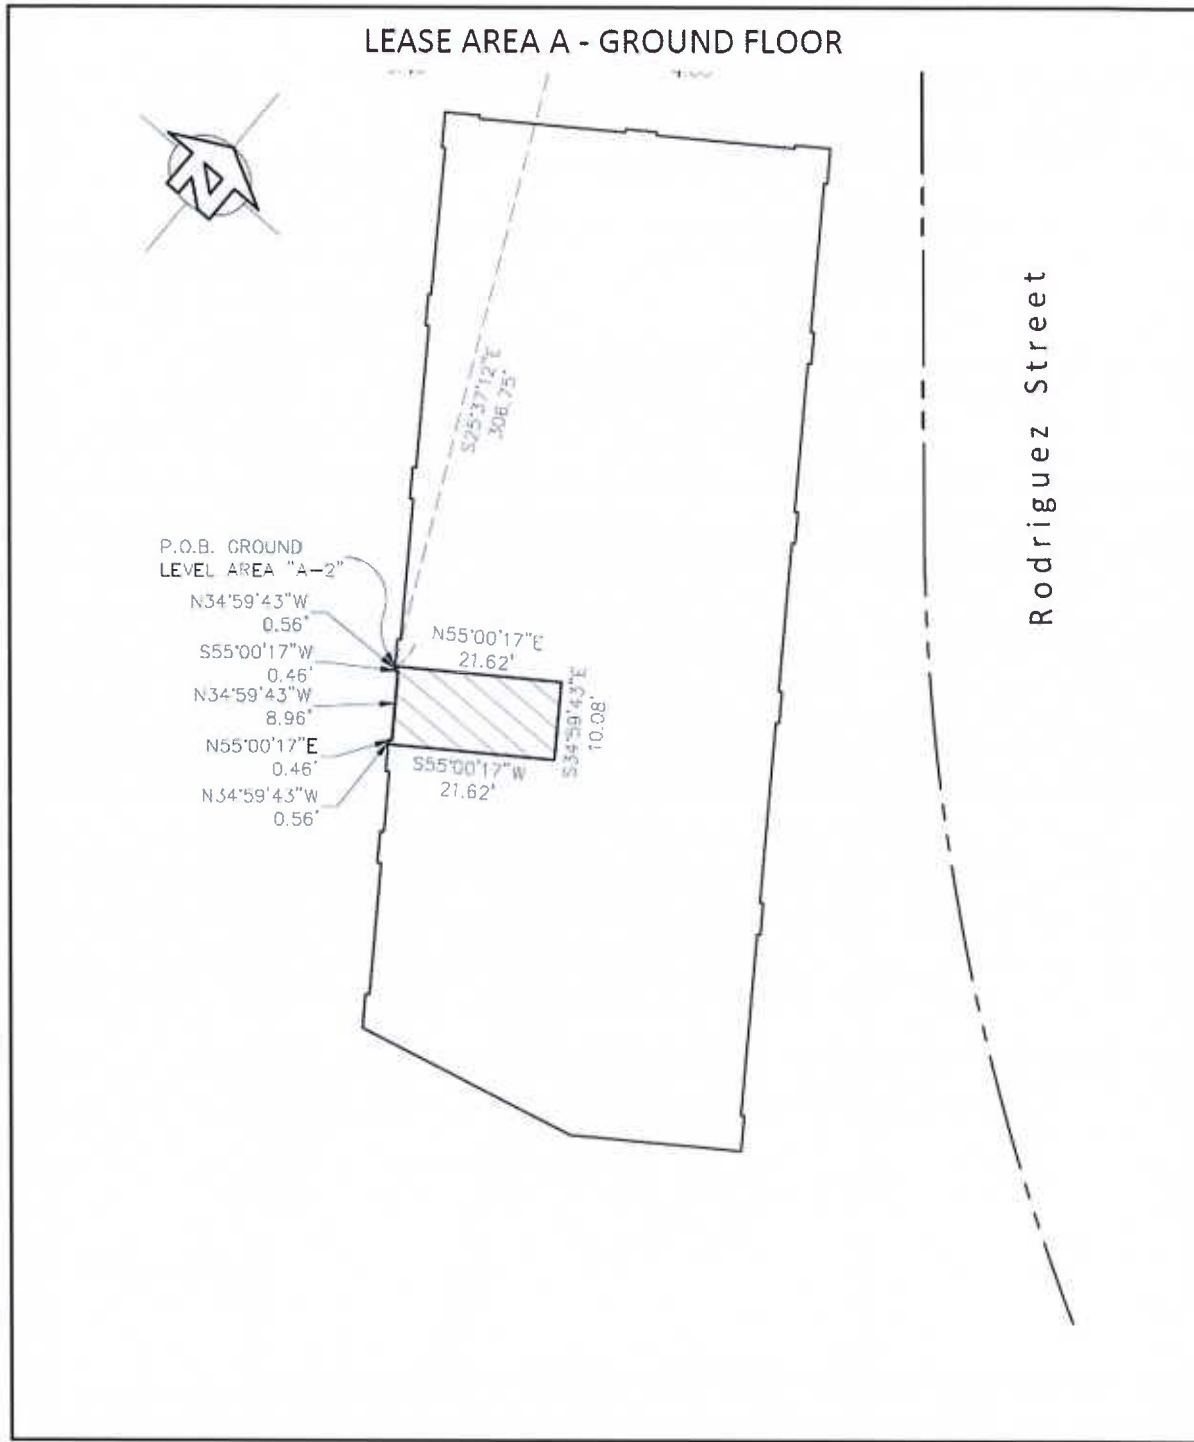 LEASE AREA A - GROUND FLOOR
S25°37'12"E
306.75'
Rodriguez Street
P.O.B. GROUND
LEVEL AREA "A-2"
N34°59'43"W
0.56'
S55°00'17"W
0.46'
N34°59'43"W
8.96'
N55°00'17"E
0.46'
N34°59'43"W
0.56'
N55°00'17"E
21.62'
S34°59'43"E
10.08'
S55°00'17"W
21.62'